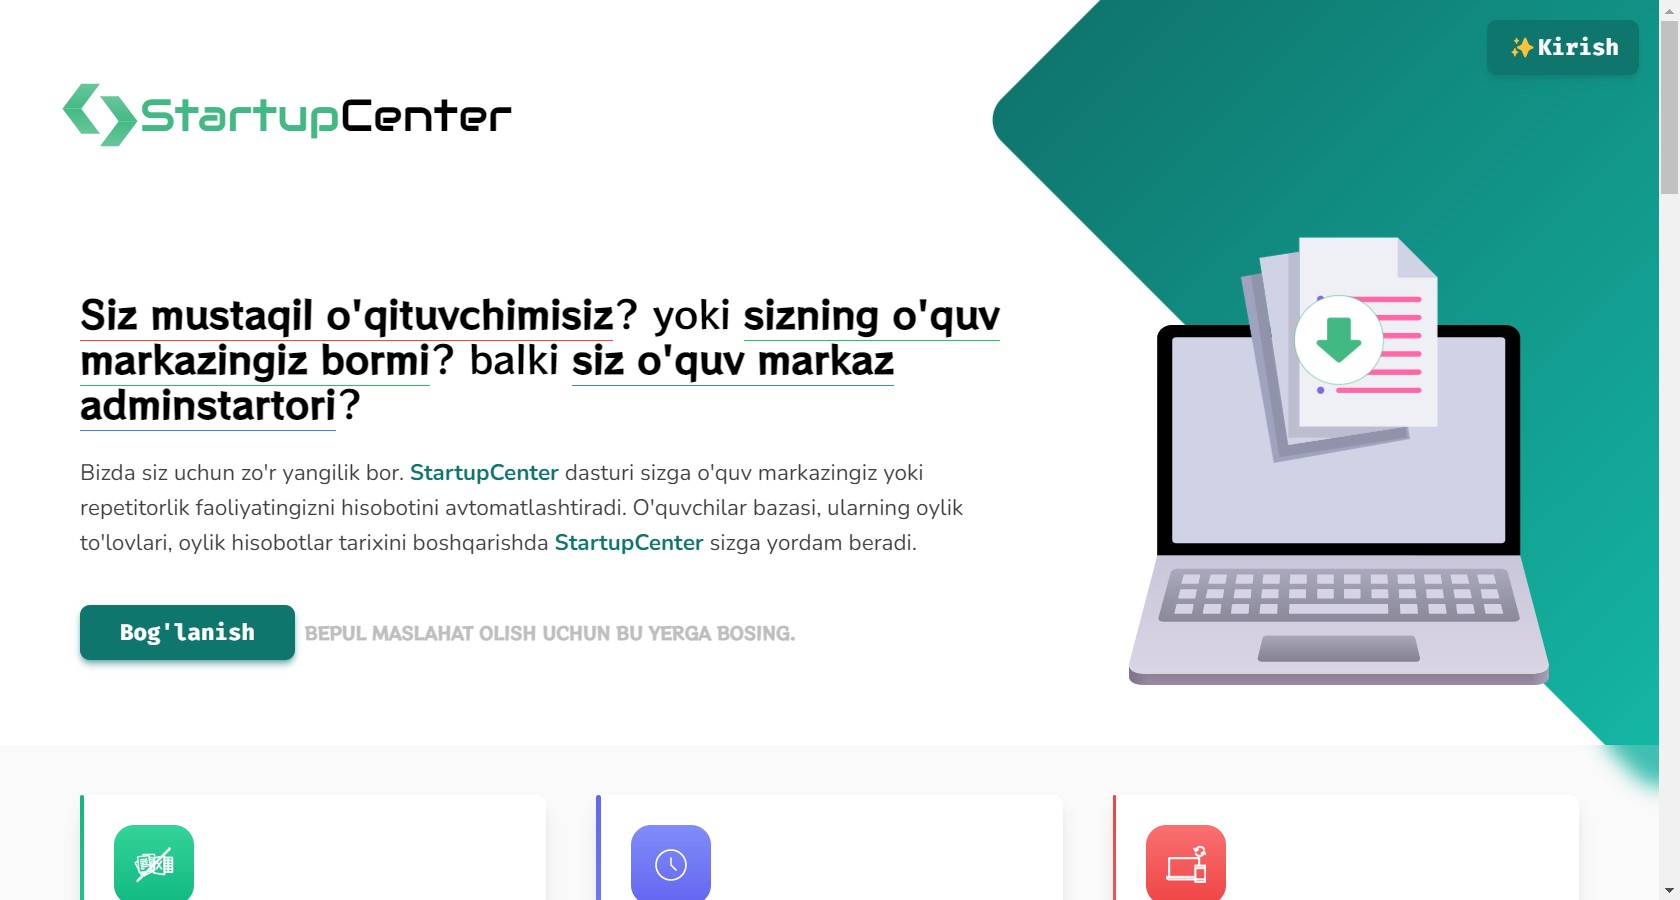 ✨Kirish
StartupCenter
Siz mustaqil o'qituvchimisiz? yoki sizning o'quv
markazingiz bormi? balki siz o'quv markaz
adminstartori?
Bizda siz uchun zo'r yangilik bor. StartupCenter dasturi sizga o'quv markazingiz yoki
repetitorlik faoliyatingizni hisobotini avtomatlashtiradi. O'quvchilar bazasi, ularning oylik
to'lovlari, oylik hisobotlar tarixini boshqarishda StartupCenter sizga yordam beradi.
Bog'lanish BEPUL MASLAHAT OLISH UCHUN BU YERGA BOSING.